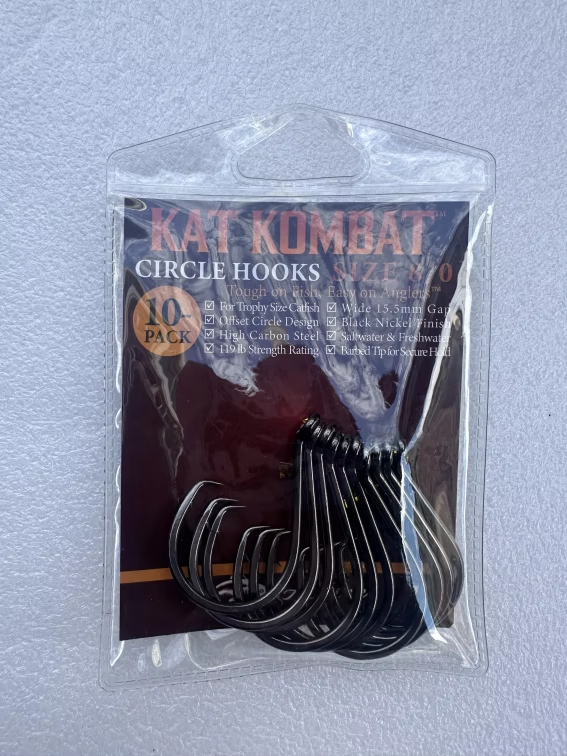 KAT KOMBAT™
CIRCLE HOOKS SIZE 8/0
Tough on Fish, Easy on Anglers™
10-
PACK
☑ For Trophy Size Catfish ☑ Wide 15.5mm Gap
☑ Offset Circle Design ☑ Black Nickel Finish
☑ High Carbon Steel ☑ Saltwater & Freshwater
☑ 119 lb Strength Rating ☑ Barbed Tip for Secure Hold